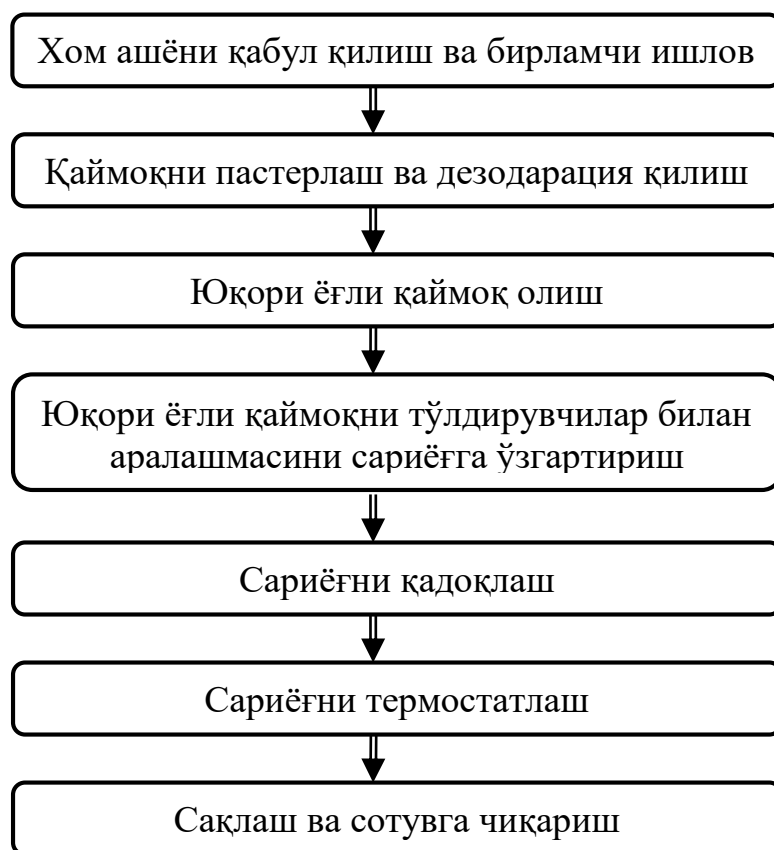 Хом ашёни қабул қилиш ва бирламчи ишлов
Қаймоқни пастерлаш ва дезодарация қилиш
Юқори ёғли қаймоқ олиш
Юқори ёғли қаймоқни тўлдирувчилар билан
аралашмасини сариёғга ўзгартириш
Сариёғни қадоқлаш
Сариёғни термостатлаш
Сақлаш ва сотувга чиқариш